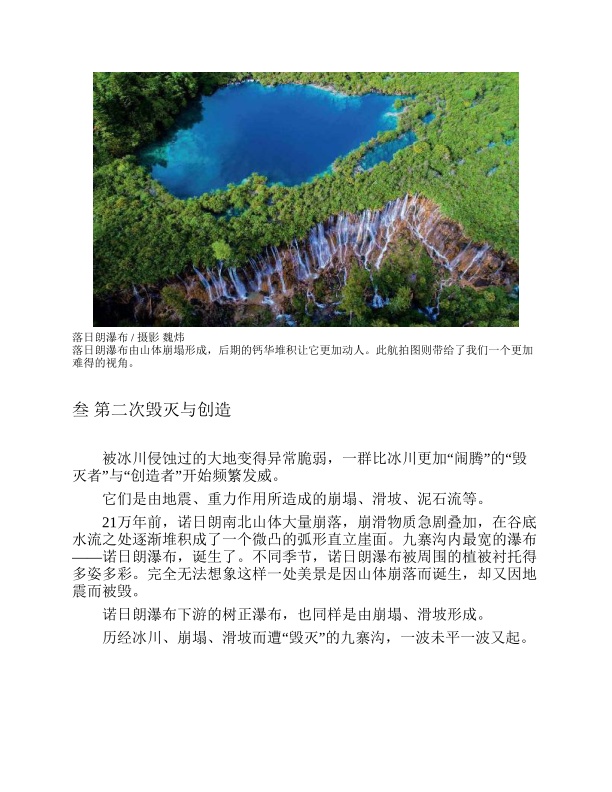 落日朗瀑布 / 摄影 魏炜
落日朗瀑布由山体崩塌形成，后期的钙华堆积让它更加动人。此航拍图则带给了我们一个更加
难得的视角。
叁 第二次毁灭与创造
被冰川侵蚀过的大地变得异常脆弱，一群比冰川更加“闹腾”的“毁
灭者”与“创造者”开始频繁发威。
它们是由地震、重力作用所造成的崩塌、滑坡、泥石流等。
21万年前，诺日朗南北山体大量崩落，崩滑物质急剧叠加，在谷底
水流之处逐渐堆积成了一个微凸的弧形直立崖面。九寨沟内最宽的瀑布
——诺日朗瀑布，诞生了。不同季节，诺日朗瀑布被周围的植被衬托得
多姿多彩。完全无法想象这样一处美景是因山体崩落而诞生，却又因地
震而被毁。
诺日朗瀑布下游的树正瀑布，也同样是由崩塌、滑坡形成。
历经冰川、崩塌、滑坡而遭“毁灭”的九寨沟，一波未平一波又起。